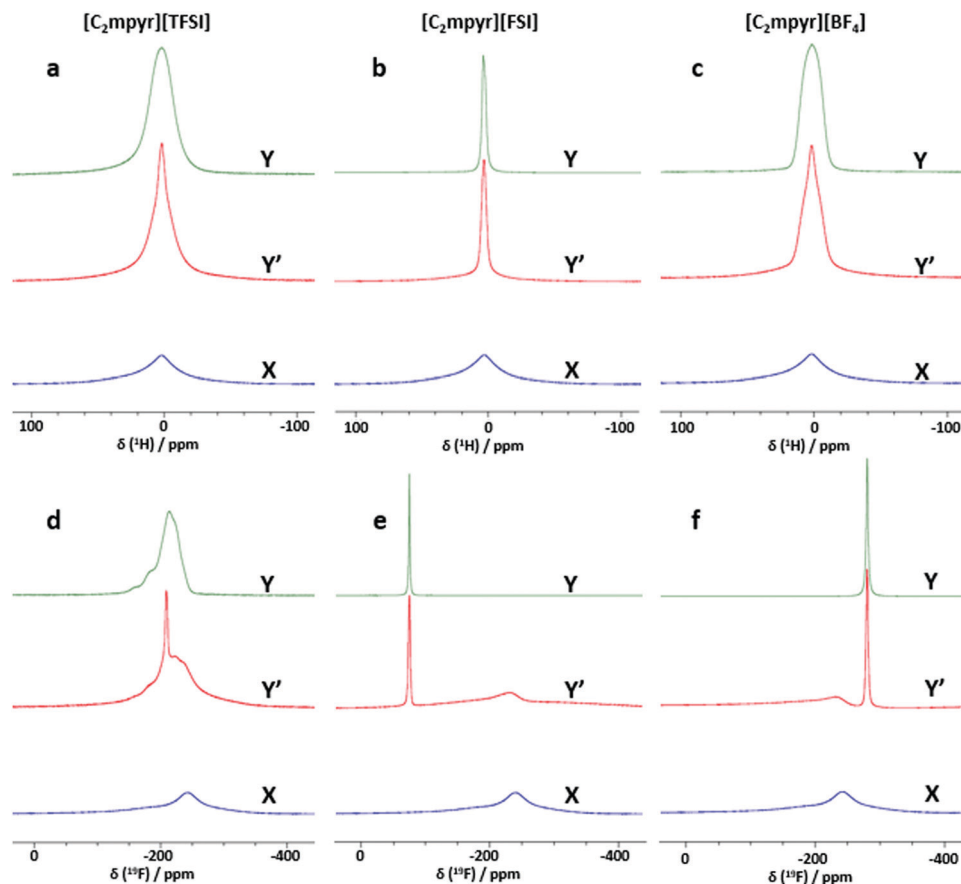 [C₂mpyr][TFSI] [C₂mpyr][FSI] [C₂mpyr][BF₄]
a b c
Y Y Y
Y' Y' Y'
X X X
100 0 -100 100 0 -100 100 0 -100
δ (¹H) / ppm δ (¹H) / ppm δ (¹H) / ppm
d e f
Y Y Y
Y' Y' Y'
X X X
0 -200 -400 0 -200 -400 0 -200 -400
δ (¹⁹F) / ppm δ (¹⁹F) / ppm δ (¹⁹F) / ppm